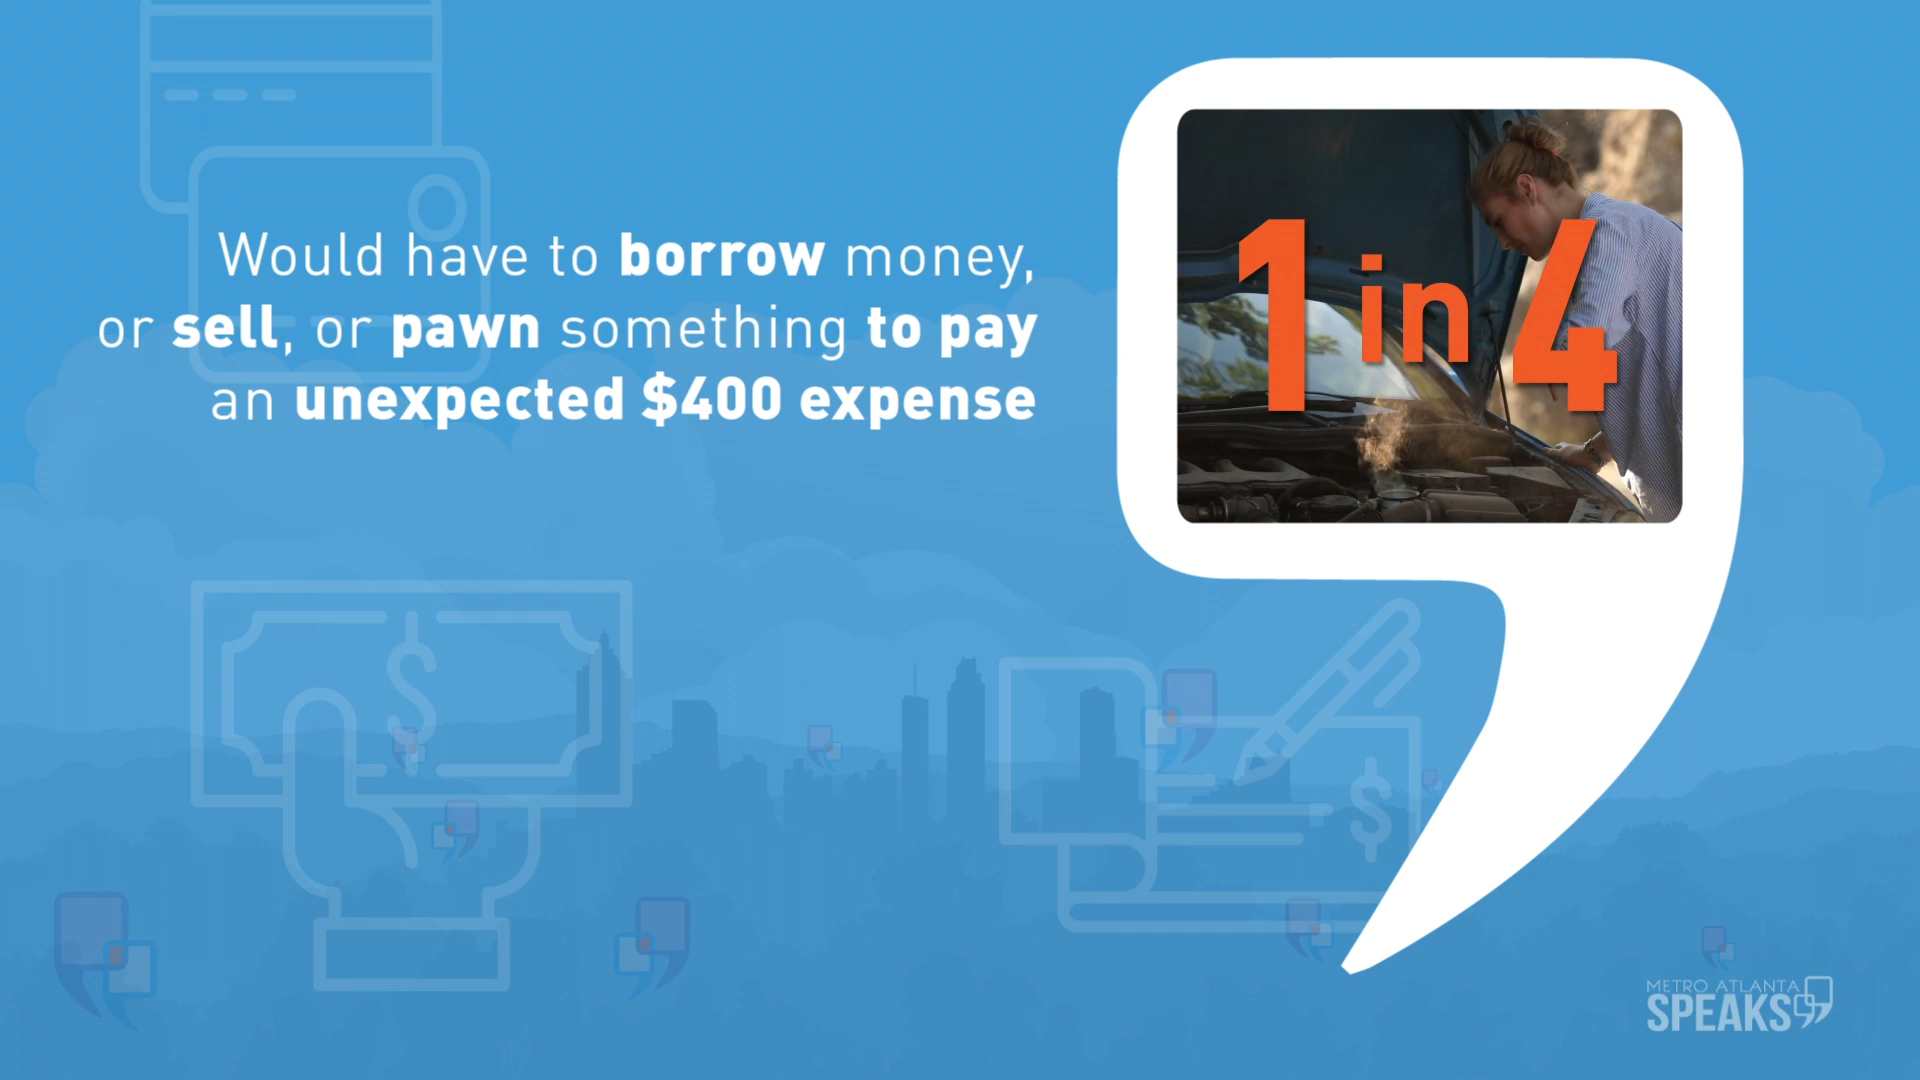 Would have to borrow money,
or sell, or pawn something to pay
an unexpected $400 expense
1 in 4
$
$
METRO ATLANTA
SPEAKS